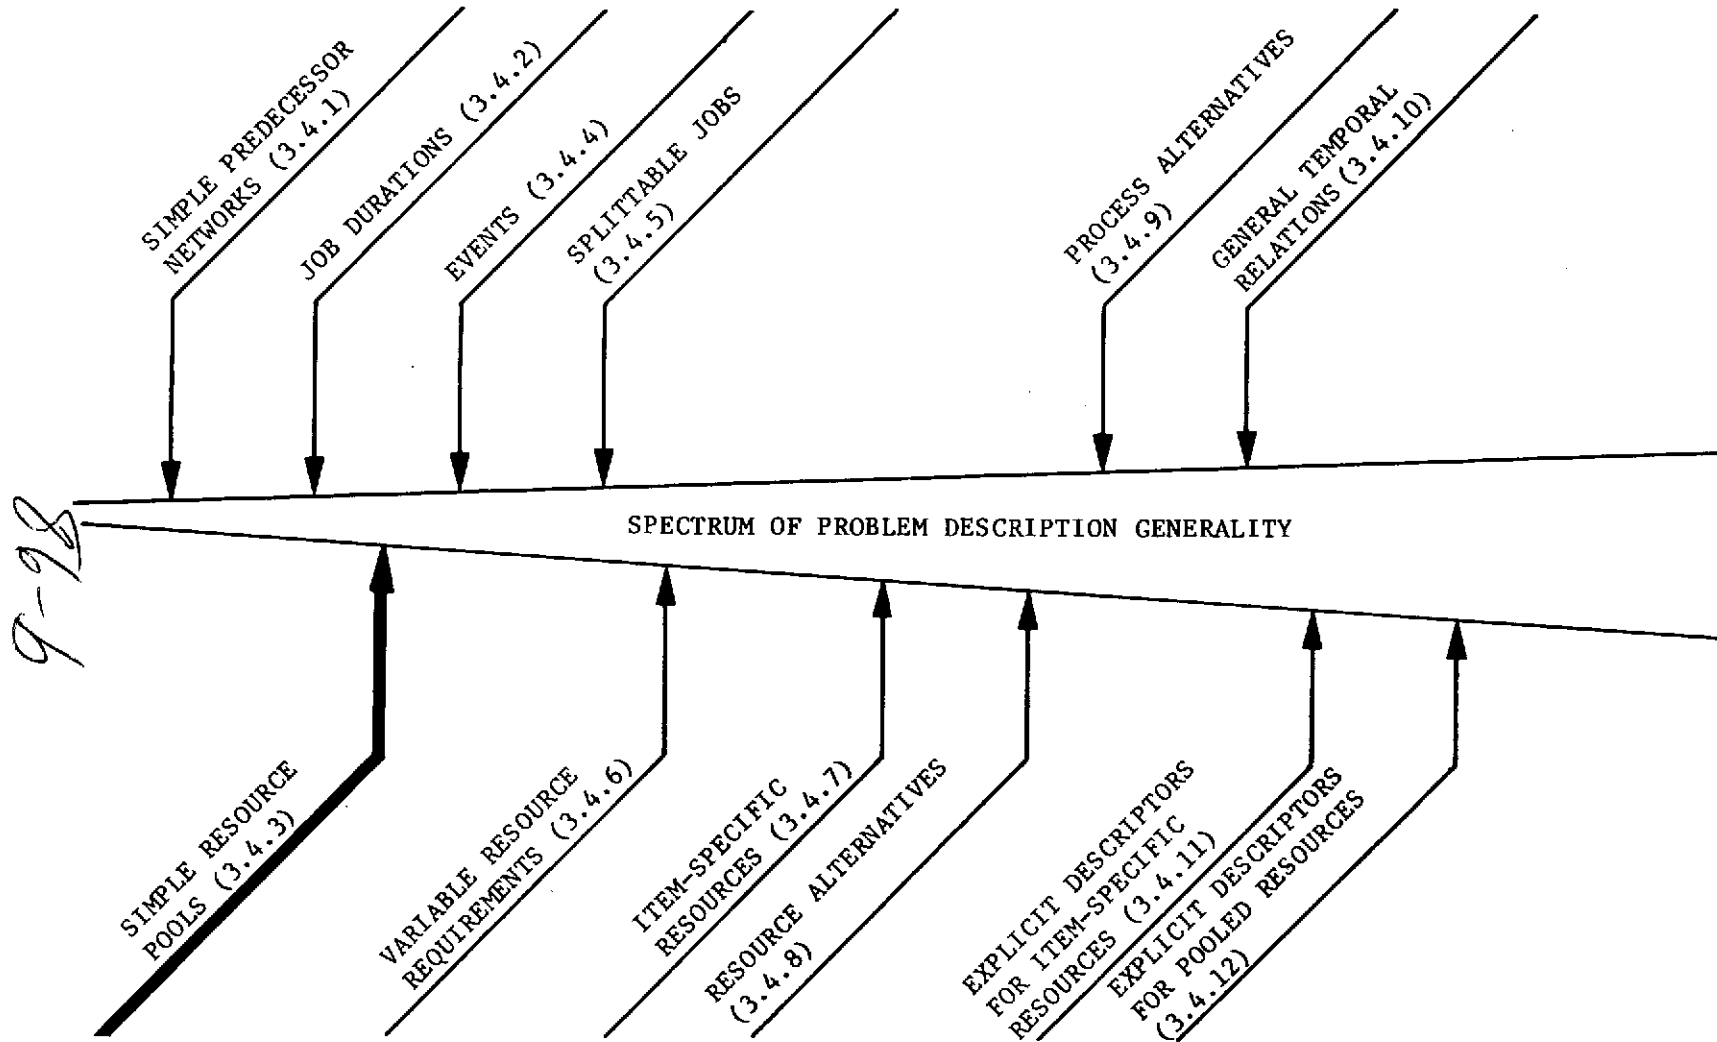 SIMPLE PREDECESSOR
NETWORKS (3.4.1)
JOB DURATIONS (3.4.2)
EVENTS (3.4.4)
SPLITTABLE JOBS
(3.4.5)
PROCESS ALTERNATIVES
(3.4.9)
GENERAL TEMPORAL
RELATIONS (3.4.10)
SPECTRUM OF PROBLEM DESCRIPTION GENERALITY
9-98
SIMPLE RESOURCE
POOLS (3.4.3)
VARIABLE RESOURCE
REQUIREMENTS (3.4.6)
ITEM-SPECIFIC
RESOURCES (3.4.7)
RESOURCE ALTERNATIVES
(3.4.8)
EXPLICIT DESCRIPTORS
FOR ITEM-SPECIFIC
RESOURCES (3.4.11)
EXPLICIT DESCRIPTORS
FOR POOLED RESOURCES
(3.4.12)